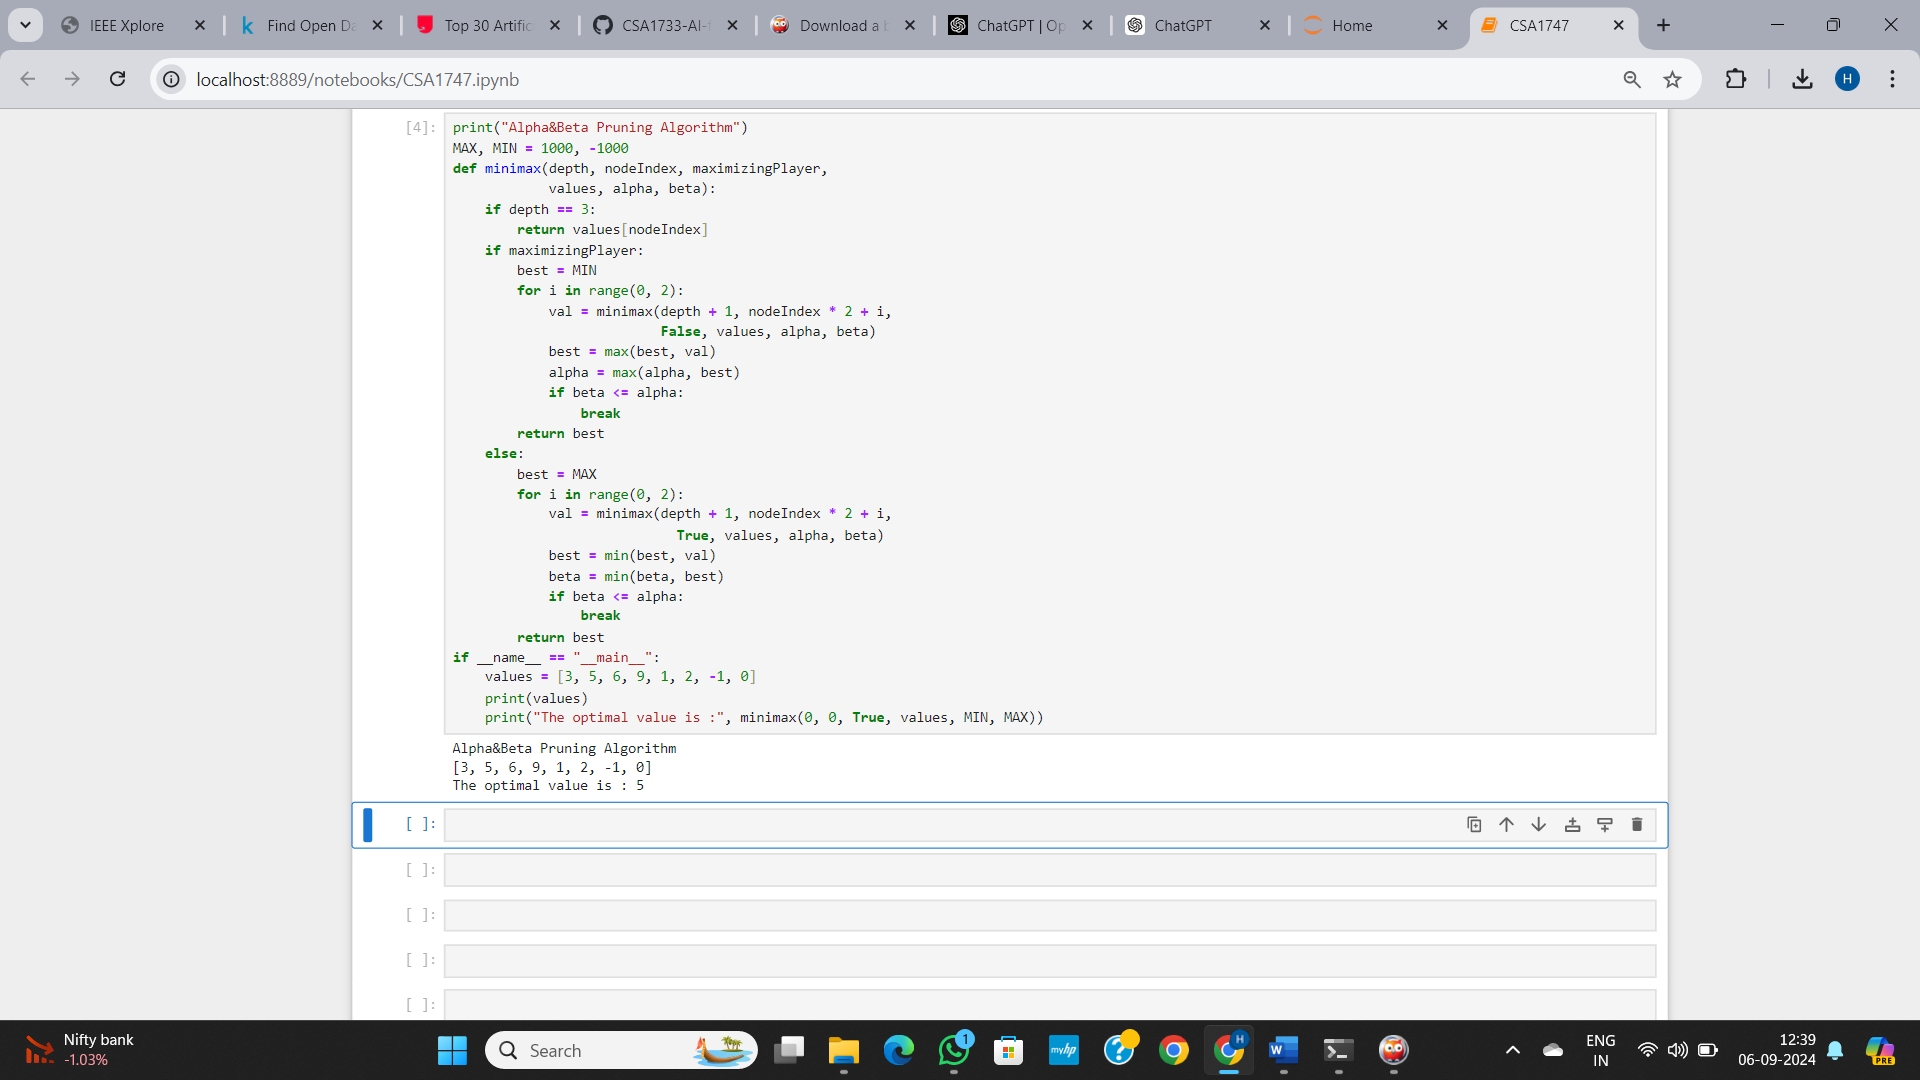 IEEE Xplore
Find Open Da
Top 30 Artific
CSA1733-AI-f
Download a b
ChatGPT | Op
ChatGPT
Home
CSA1747
localhost:8889/notebooks/CSA1747.ipynb
H
[4]:
print("Alpha&Beta Pruning Algorithm")
MAX, MIN = 1000, -1000
def minimax(depth, nodeIndex, maximizingPlayer,
            values, alpha, beta):
    if depth == 3:
        return values[nodeIndex]
    if maximizingPlayer:
        best = MIN
        for i in range(0, 2):
            val = minimax(depth + 1, nodeIndex * 2 + i,
                          False, values, alpha, beta)
            best = max(best, val)
            alpha = max(alpha, best)
            if beta <= alpha:
                break
        return best
    else:
        best = MAX
        for i in range(0, 2):
            val = minimax(depth + 1, nodeIndex * 2 + i,
                            True, values, alpha, beta)
            best = min(best, val)
            beta = min(beta, best)
            if beta <= alpha:
                break
        return best
if __name__ == "__main__":
    values = [3, 5, 6, 9, 1, 2, -1, 0]
    print(values)
    print("The optimal value is :", minimax(0, 0, True, values, MIN, MAX))
Alpha&Beta Pruning Algorithm
[3, 5, 6, 9, 1, 2, -1, 0]
The optimal value is : 5
[ ]:
[ ]:
[ ]:
[ ]:
[ ]:
Nifty bank
-1.03%
Search
1
myhp
?
H
W
ENG
IN
12:39
06-09-2024
PRE